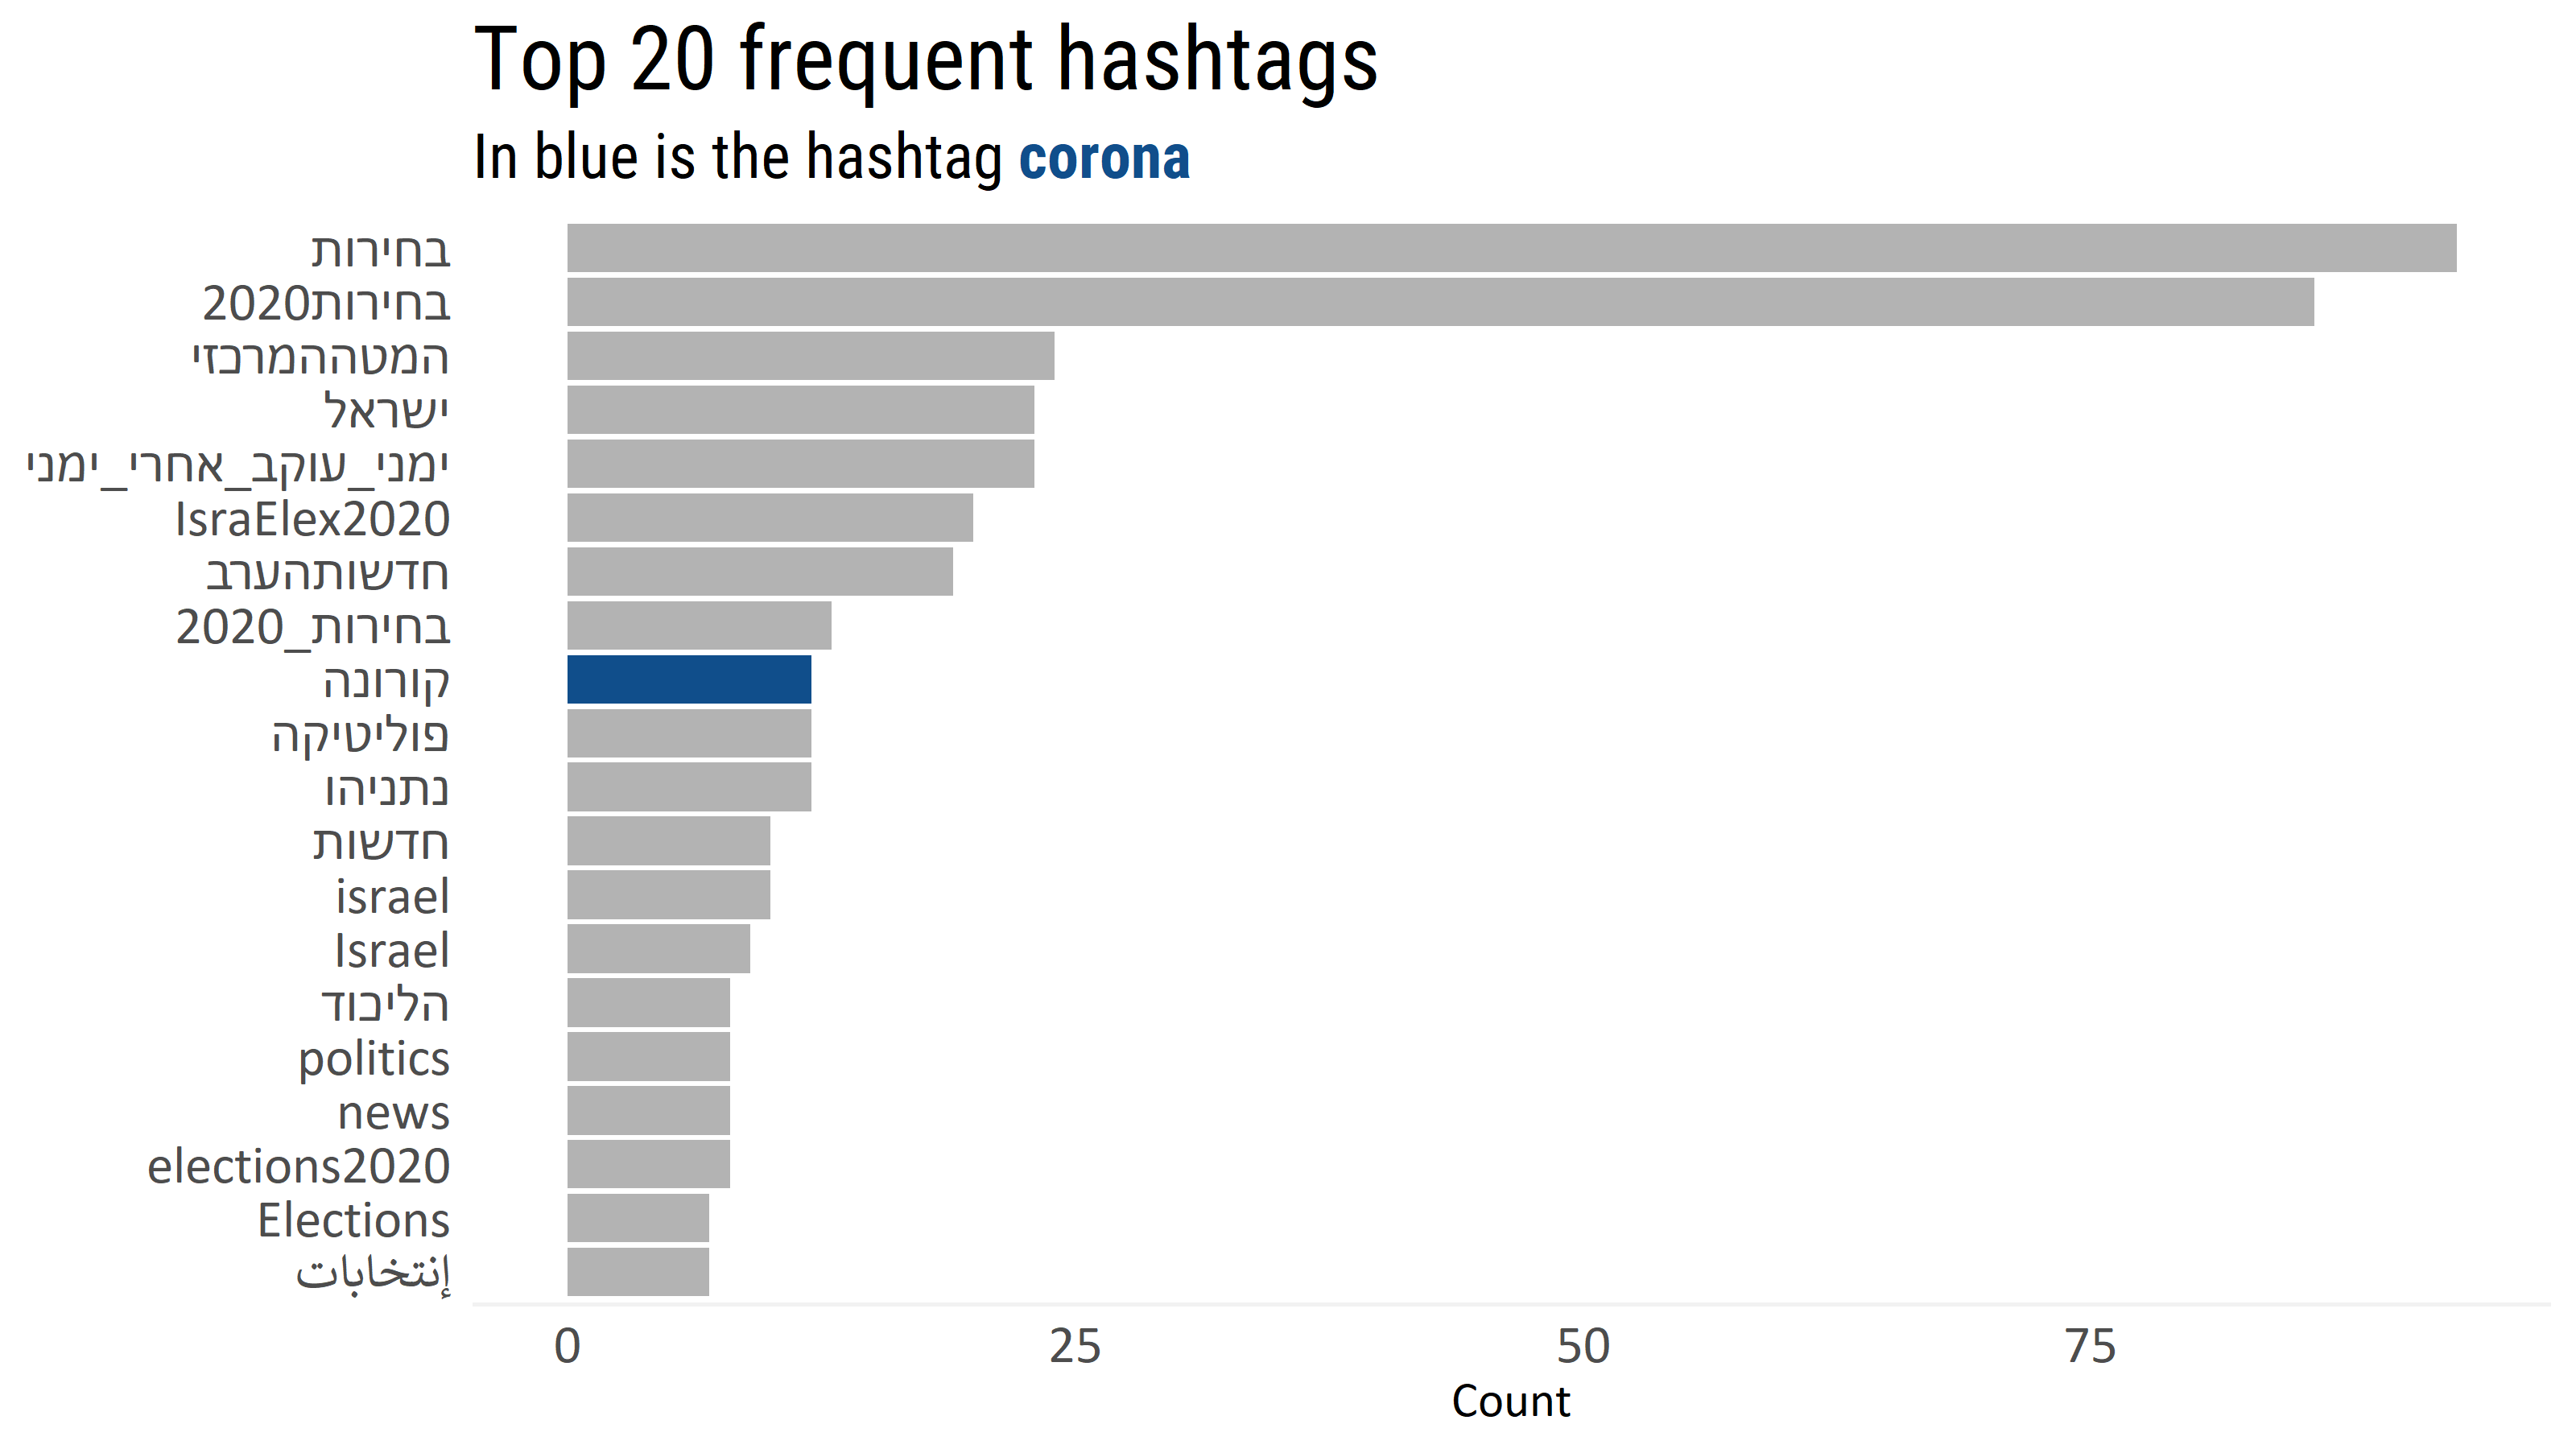 Top 20 frequent hashtags
In blue is the hashtag corona
בחירות
בחירות2020
המטההמרכזי
ישראל
ימני_עוקב_אחרי_ימני
IsraElex2020
חדשותהערב
בחירות_2020
קורונה
פוליטיקה
נתניהו
חדשות
israel
Israel
הליכוד
politics
news
elections2020
Elections
إنتخابات
0 25 50 75
Count